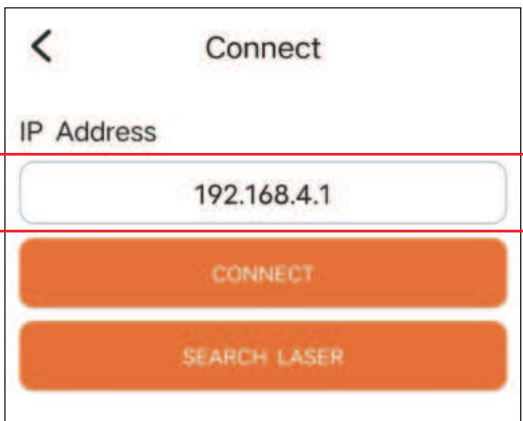 Connect
IP Address
192.168.4.1
CONNECT
SEARCH LASER